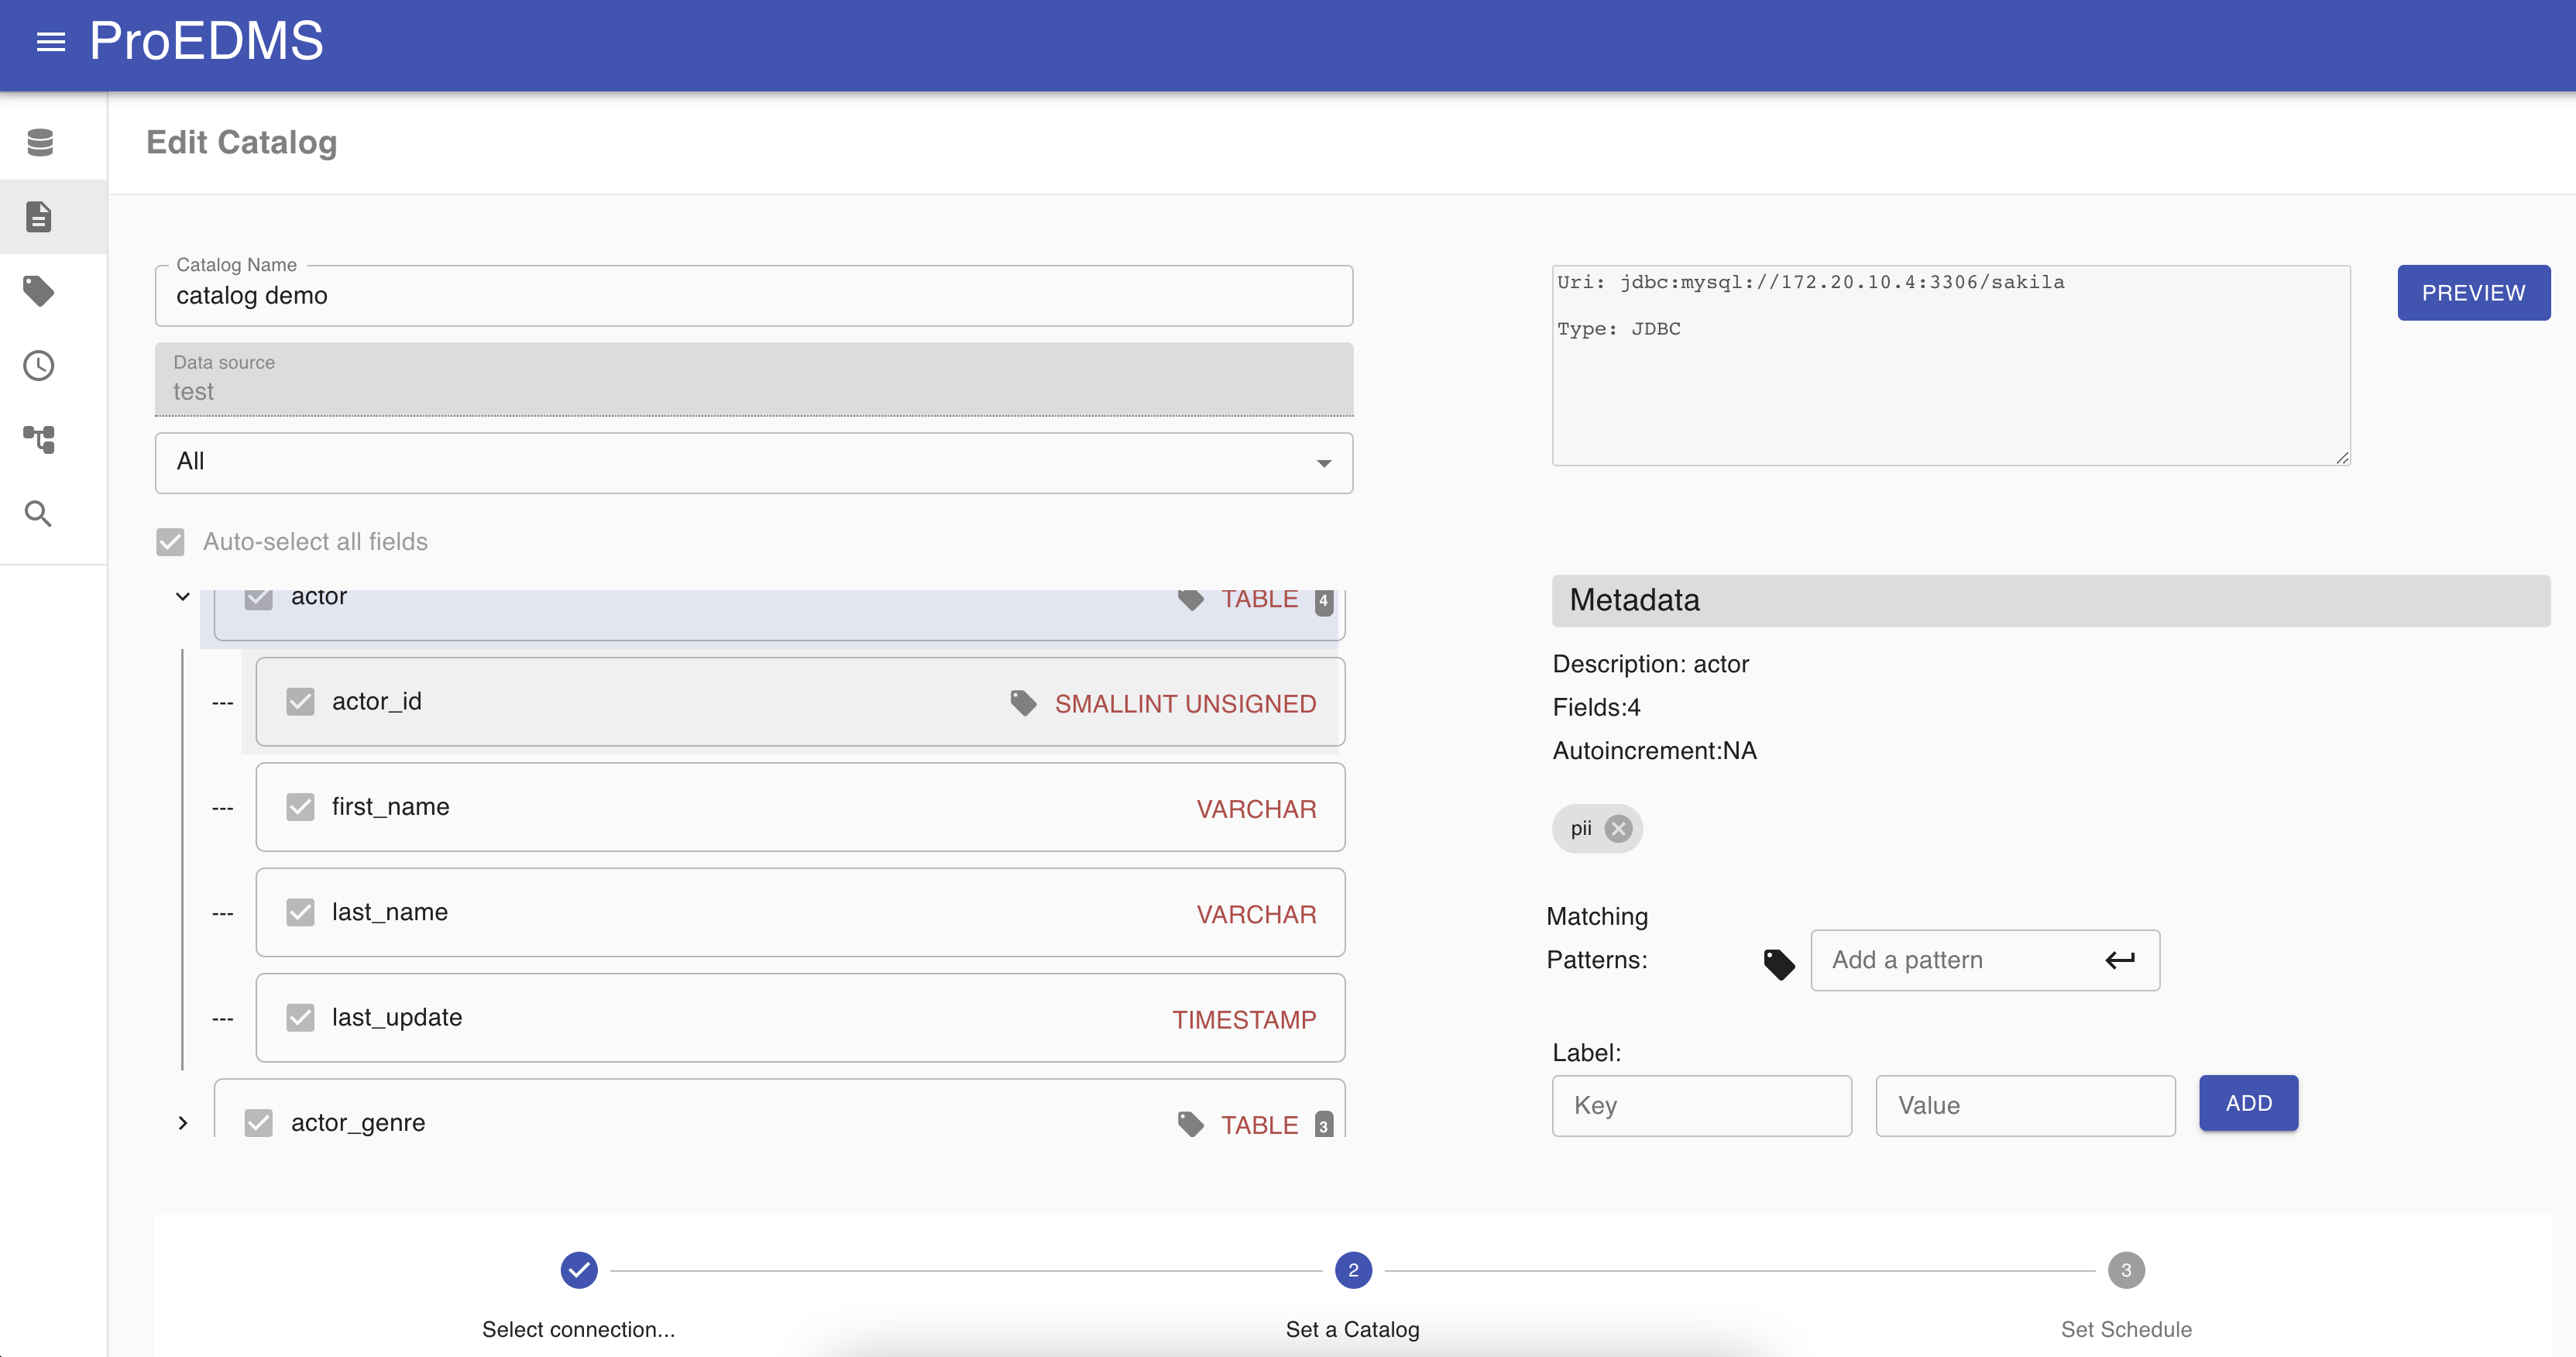 ProEDMS
Edit Catalog
Catalog Name
catalog demo
Data source
test
All
Auto-select all fields
actor TABLE 4
--- actor_id SMALLINT UNSIGNED
--- first_name VARCHAR
--- last_name VARCHAR
--- last_update TIMESTAMP
actor_genre TABLE 3
Uri: jdbc:mysql://172.20.10.4:3306/sakila
Type: JDBC
PREVIEW
Metadata
Description: actor
Fields:4
Autoincrement:NA
pii
Matching
Patterns: Add a pattern
Label:
Key Value ADD
2 3
Select connection... Set a Catalog Set Schedule